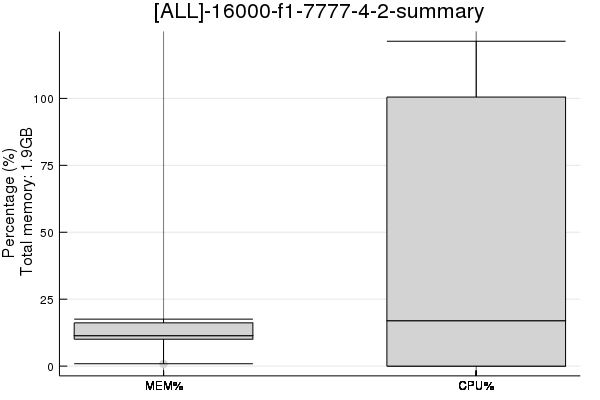 [ALL]-16000-f1-7777-4-2-summary
Percentage (%)
Total memory: 1.9GB
100
75
50
25
0
MEM%
CPU%